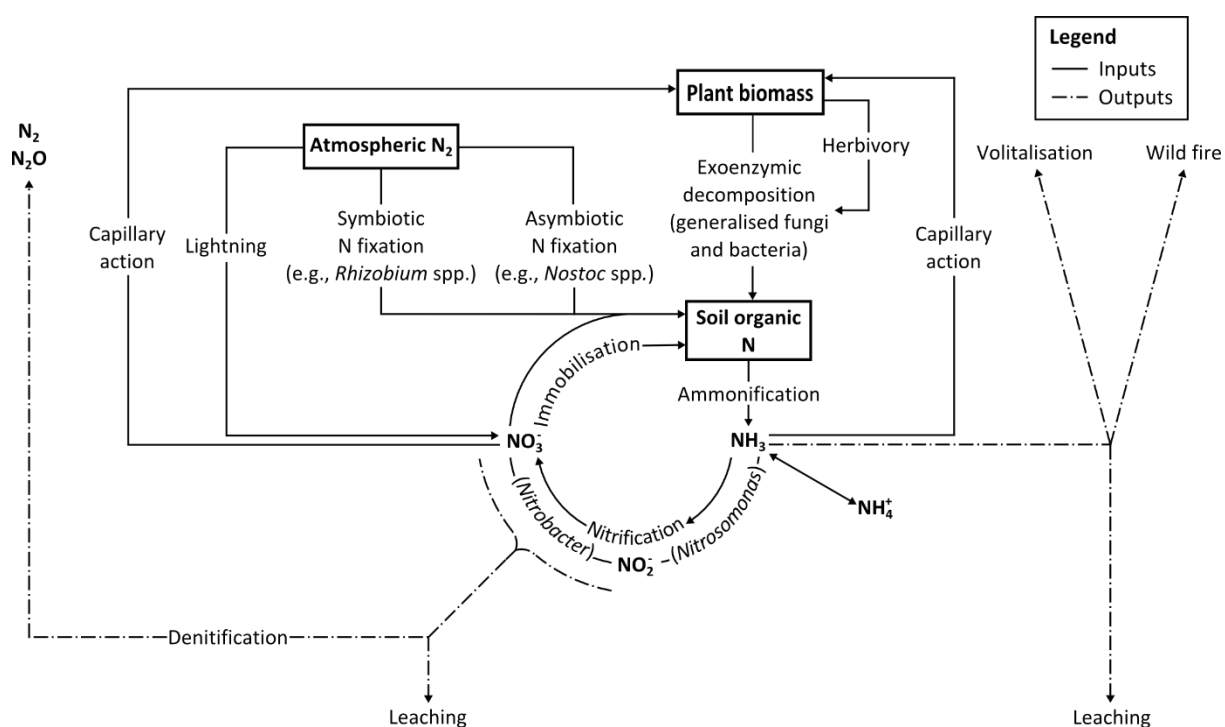 Legend
Inputs
Outputs
Plant biomass
N₂
N₂O
Atmospheric N₂
Herbivory
Volitalisation
Wild fire
Exoenzymic
decomposition
(generalised fungi
and bacteria)
Capillary
action
Lightning
Symbiotic
N fixation
(e.g., Rhizobium spp.)
Asymbiotic
N fixation
(e.g., Nostoc spp.)
Capillary
action
Soil organic
N
Immobilisation
Ammonification
NO₃⁻
NH₃
NH₄⁺
(Nitrobacter)
Nitrification
(Nitrosomonas)
NO₂⁻
Denitification
Leaching
Leaching